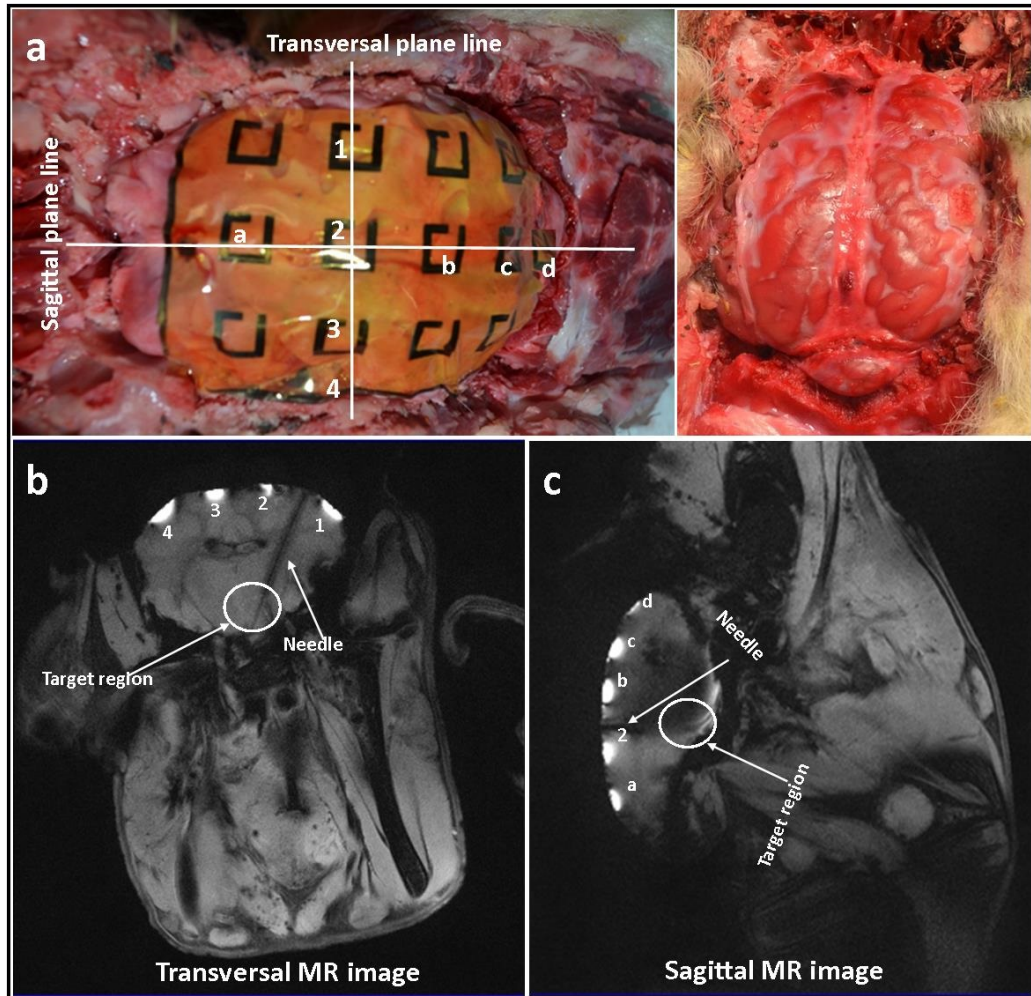 a
Transversal plane line
Sagittal plane line
1
a
2
b
c
d
3
4
b
4
3
2
1
Target region
Needle
Transversal MR image
c
d
c
b
Needle
2
a
Target region
Sagittal MR image